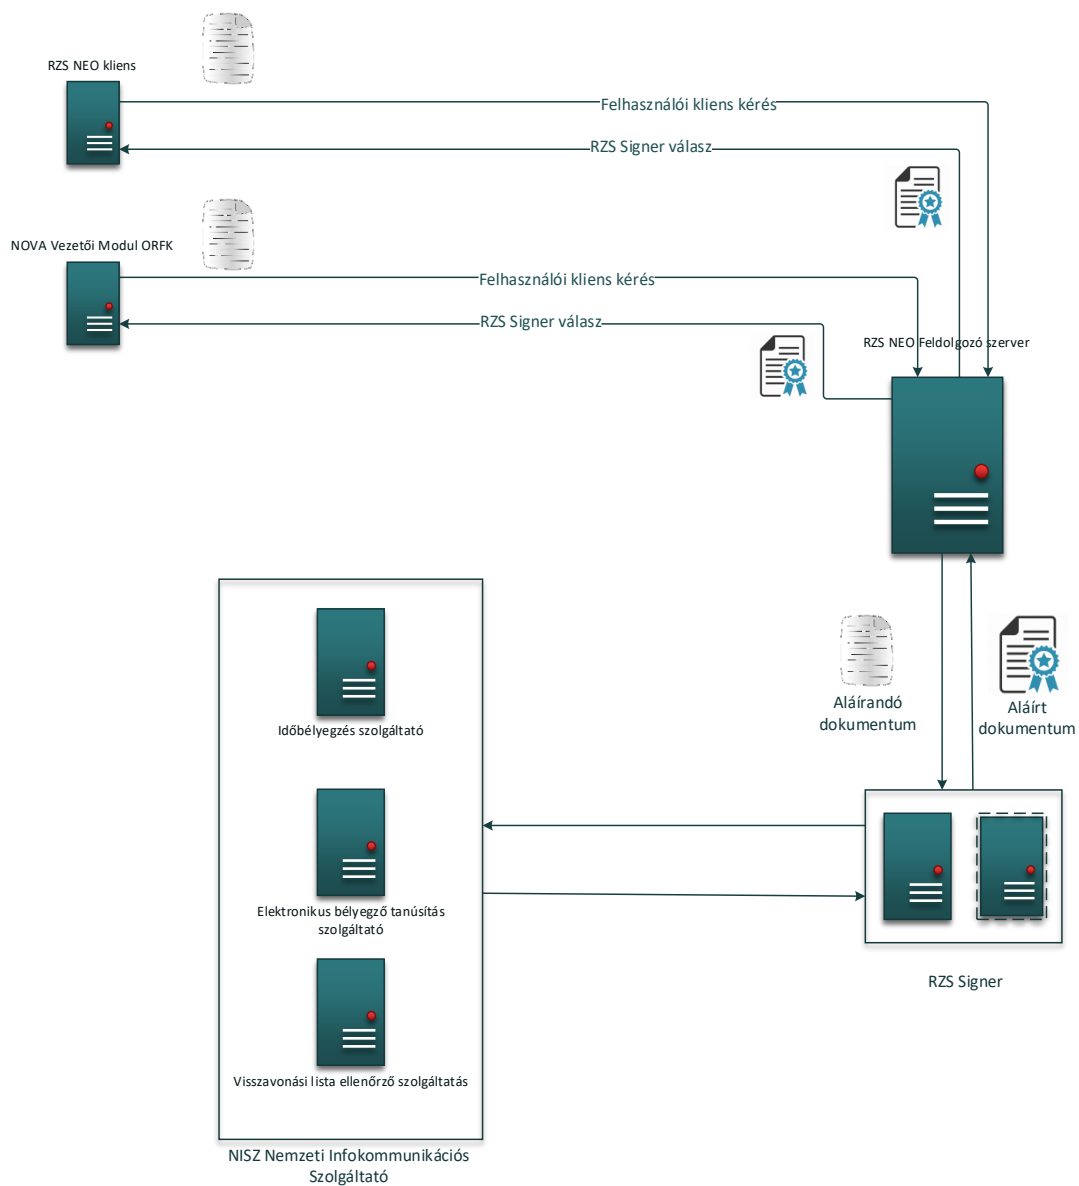 RZS NEO kliens
Felhasználói kliens kérés
RZS Signer válasz
NOVA Vezetői Modul ORFK
Felhasználói kliens kérés
RZS Signer válasz
RZS NEO Feldolgozó szerver
Aláírandó
dokumentum
Aláírt
dokumentum
Időbélyegzés szolgáltató
Elektronikus bélyegző tanúsítás
szolgáltató
Visszavonási lista ellenőrző szolgáltatás
RZS Signer
NISZ Nemzeti Infokommunikációs
Szolgáltató